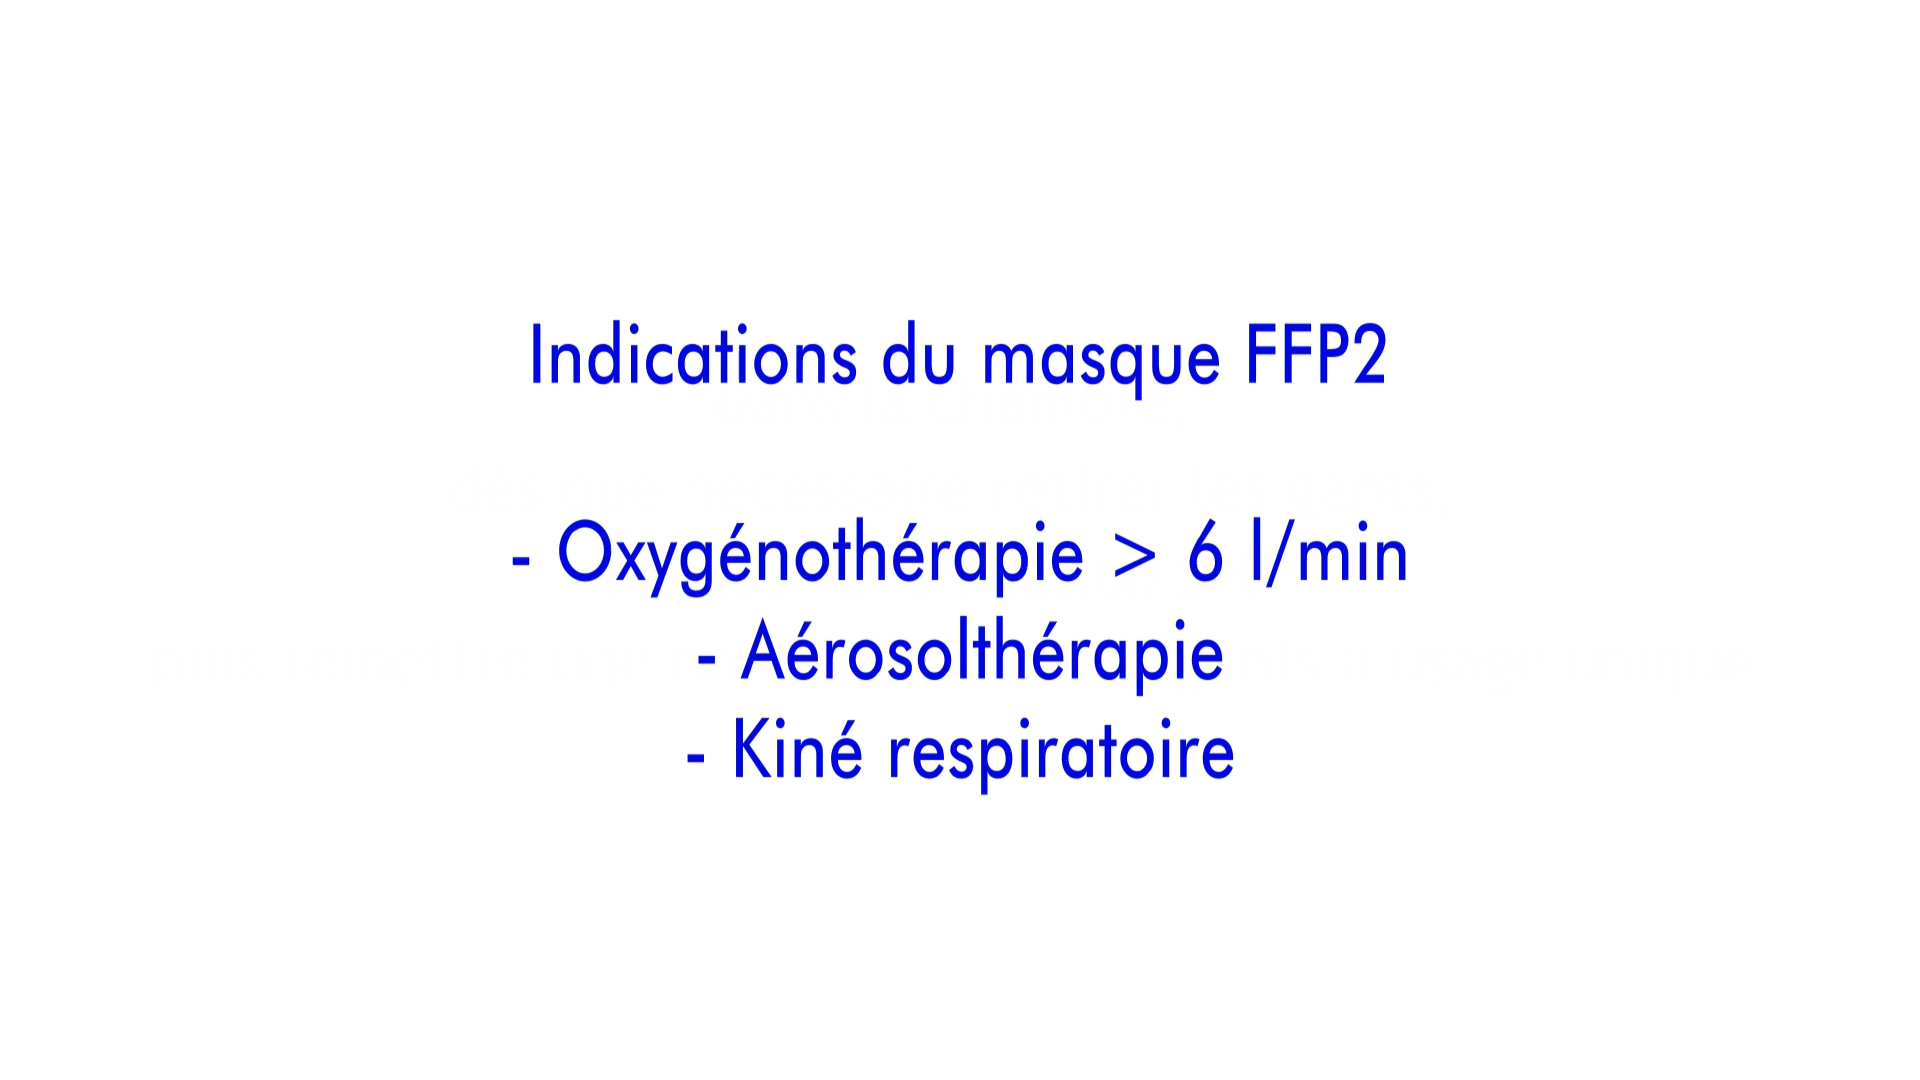 Indications du masque FFP2
- Oxygénothérapie > 6 l/min
- Aérosolthérapie
- Kiné respiratoire